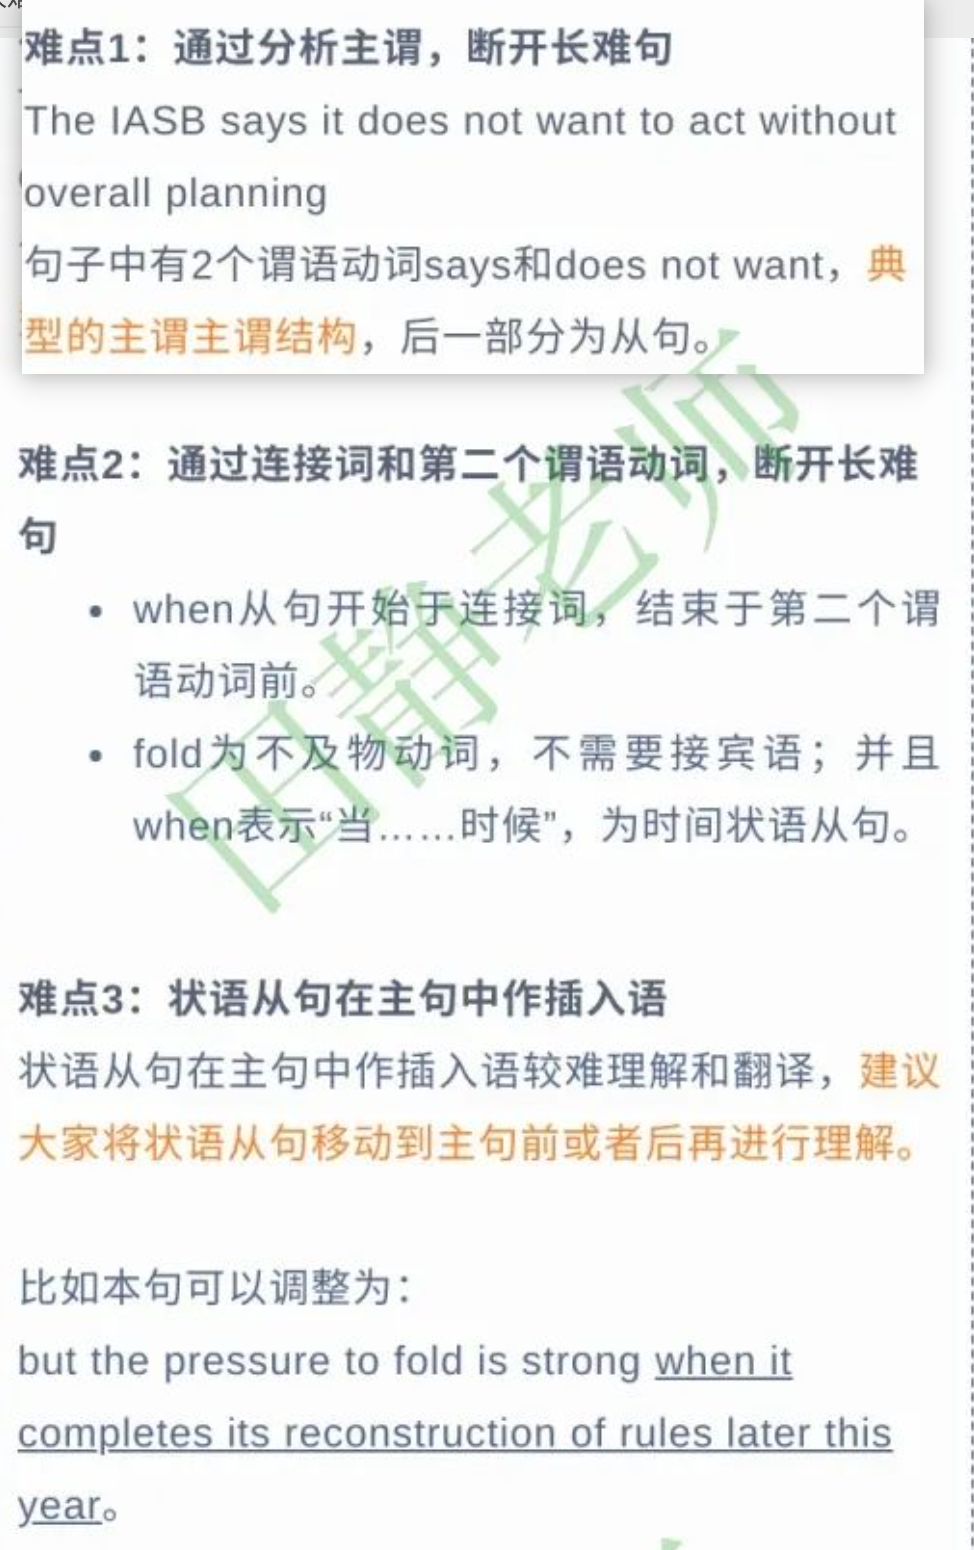 难点1：通过分析主谓，断开长难句
The IASB says it does not want to act without
overall planning
句子中有2个谓语动词says和does not want，典
型的主谓主谓结构，后一部分为从句。
难点2：通过连接词和第二个谓语动词，断开长难
句
• when从句开始于连接词，结束于第二个谓
语动词前。
• fold为不及物动词，不需要接宾语；并且
when表示“当……时候”，为时间状语从句。
难点3：状语从句在主句中作插入语
状语从句在主句中作插入语较难理解和翻译，建议
大家将状语从句移动到主句前或者后再进行理解。
比如本句可以调整为：
but the pressure to fold is strong when it
completes its reconstruction of rules later this
year。
田静老师